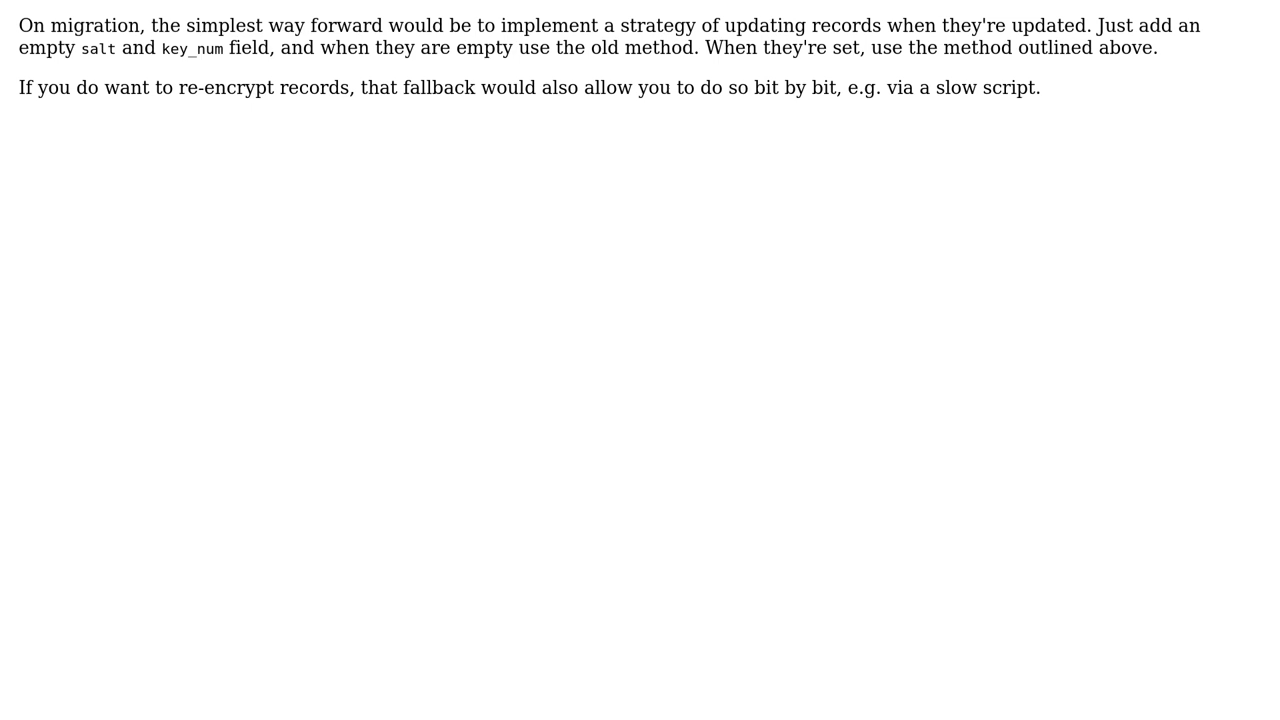 On migration, the simplest way forward would be to implement a strategy of updating records when they're updated. Just add an
empty salt and key_num field, and when they are empty use the old method. When they're set, use the method outlined above.
If you do want to re-encrypt records, that fallback would also allow you to do so bit by bit, e.g. via a slow script.